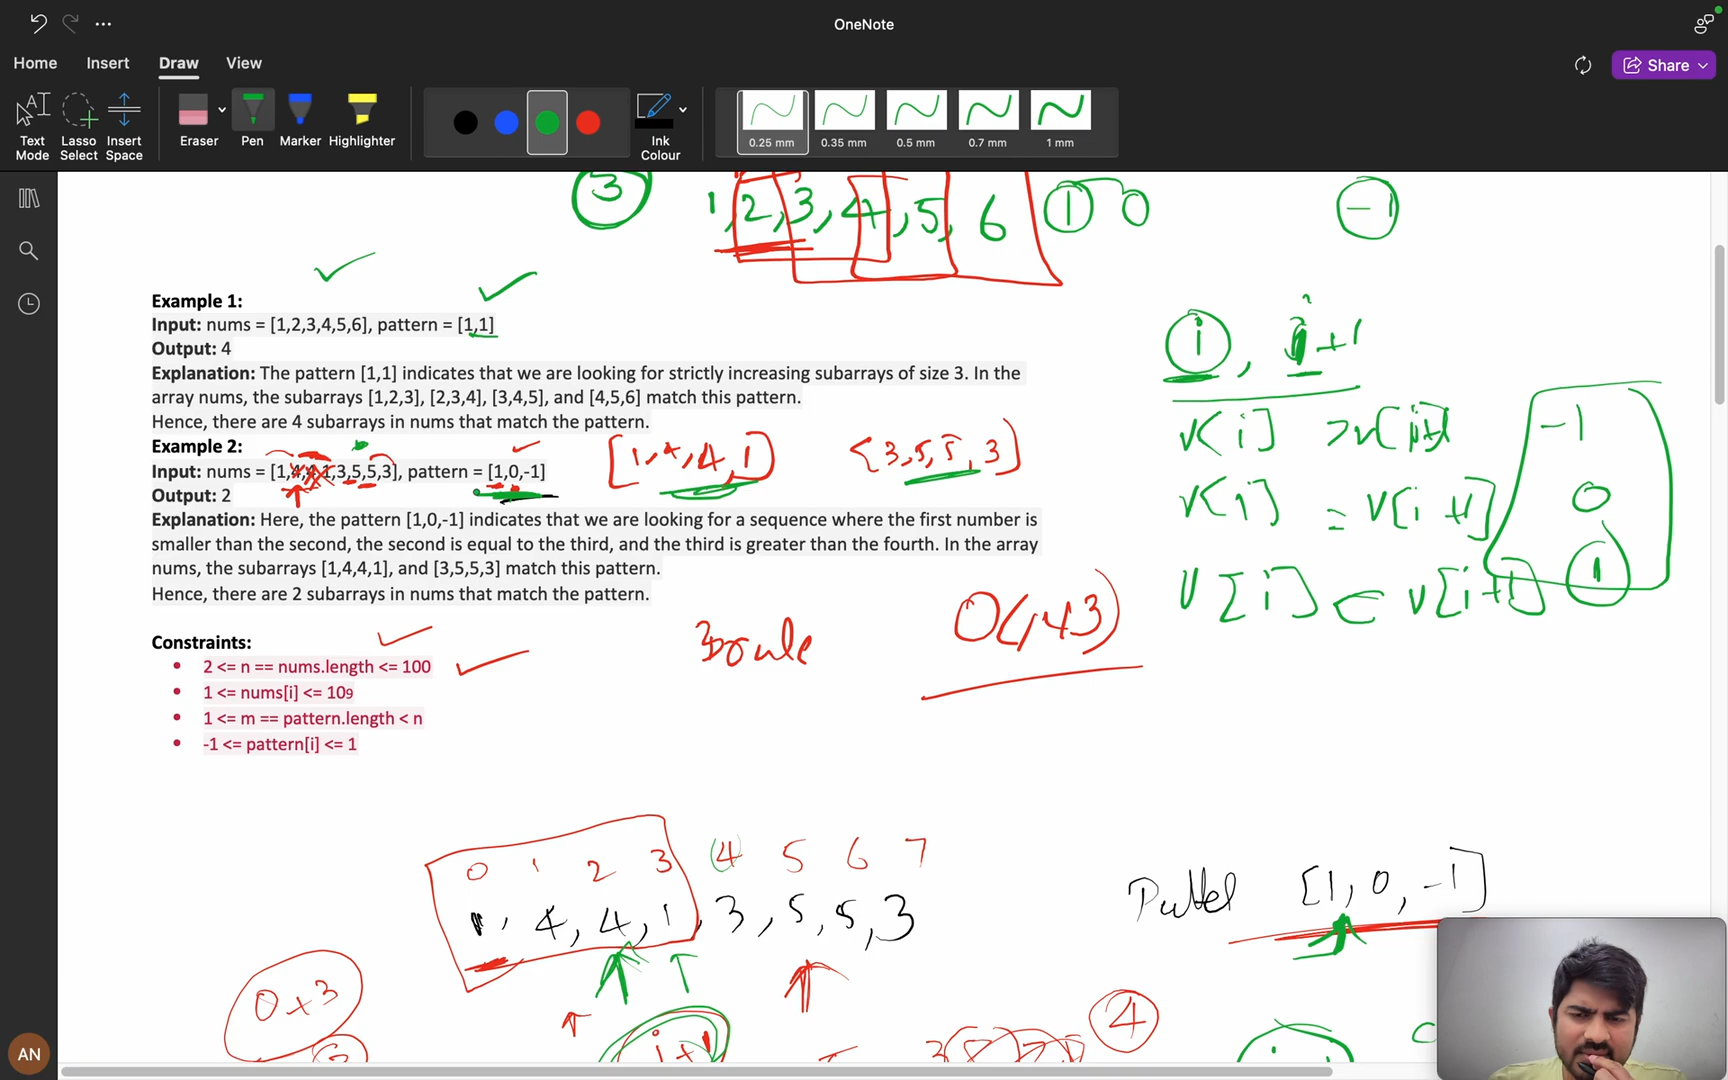 OneNote
Home Insert Draw View
Share
Text Mode
Lasso Select
Insert Space
Eraser
Pen
Marker
Highlighter
Ink Colour
0.25 mm
0.35 mm
0.5 mm
0.7 mm
1 mm
3
1, 2, 3, 4, 5, 6
1 0
-1
Example 1:
Input: nums = [1,2,3,4,5,6], pattern = [1,1]
Output: 4
Explanation: The pattern [1,1] indicates that we are looking for strictly increasing subarrays of size 3. In the
array nums, the subarrays [1,2,3], [2,3,4], [3,4,5], and [4,5,6] match this pattern.
Hence, there are 4 subarrays in nums that match the pattern.
Example 2:
Input: nums = [1,4,4,1,3,5,5,3], pattern = [1,0,-1]
[1,4,4,1] {3,5,5,3}
Output: 2
Explanation: Here, the pattern [1,0,-1] indicates that we are looking for a sequence where the first number is
smaller than the second, the second is equal to the third, and the third is greater than the fourth. In the array
nums, the subarrays [1,4,4,1], and [3,5,5,3] match this pattern.
Hence, there are 2 subarrays in nums that match the pattern.
i, i+1
v[i] > v[i+1] -1
v[i] = v[i+1] 0
v[i] < v[i+1] 1
Constraints:
2 <= n == nums.length <= 100
1 <= nums[i] <= 109
1 <= m == pattern.length < n
-1 <= pattern[i] <= 1
0 1 2 3 4 5 6 7
1, 4, 4, 1, 3, 5, 5, 3
[1, 0, -1]
0+3
i+1
4
AN